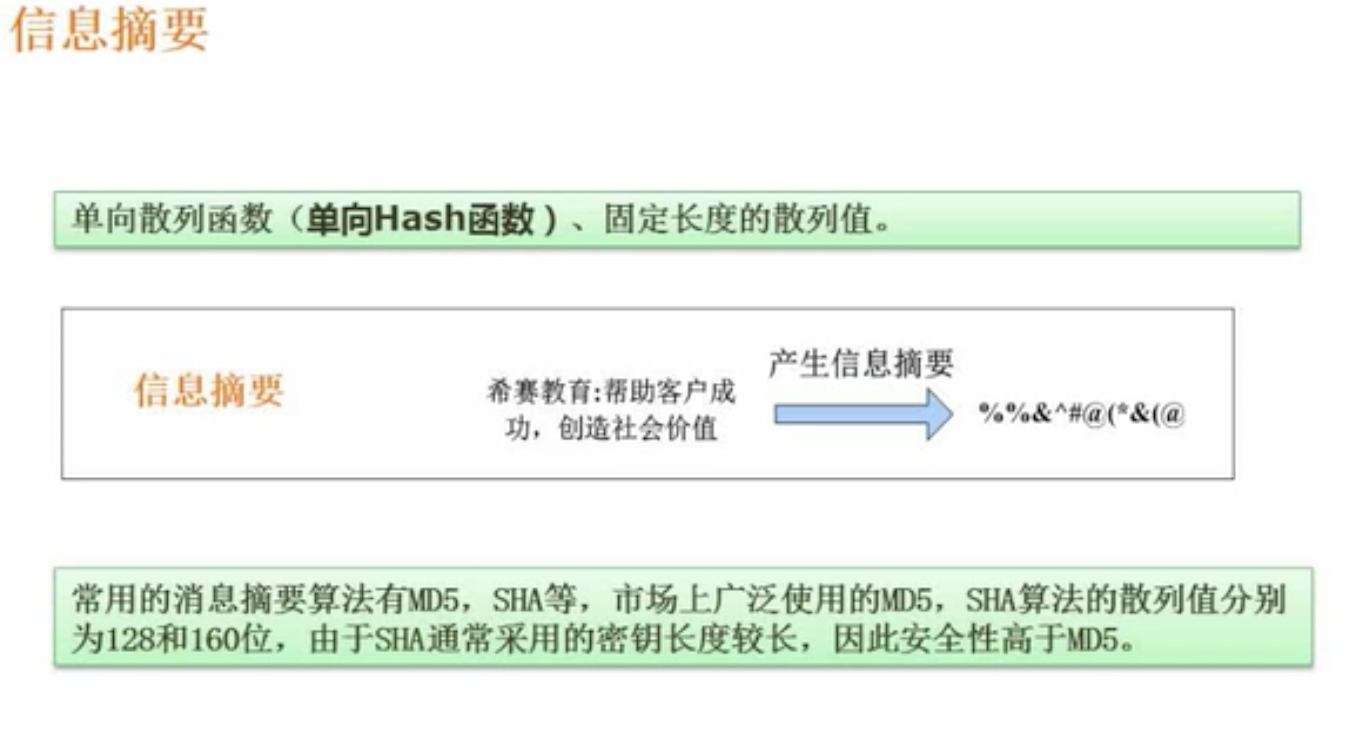 信息摘要
单向散列函数（单向Hash函数）、固定长度的散列值。
信息摘要
希赛教育:帮助客户成
功，创造社会价值
产生信息摘要
%%&^#@(*&(@
常用的消息摘要算法有MD5，SHA等，市场上广泛使用的MD5，SHA算法的散列值分别
为128和160位，由于SHA通常采用的密钥长度较长，因此安全性高于MD5。